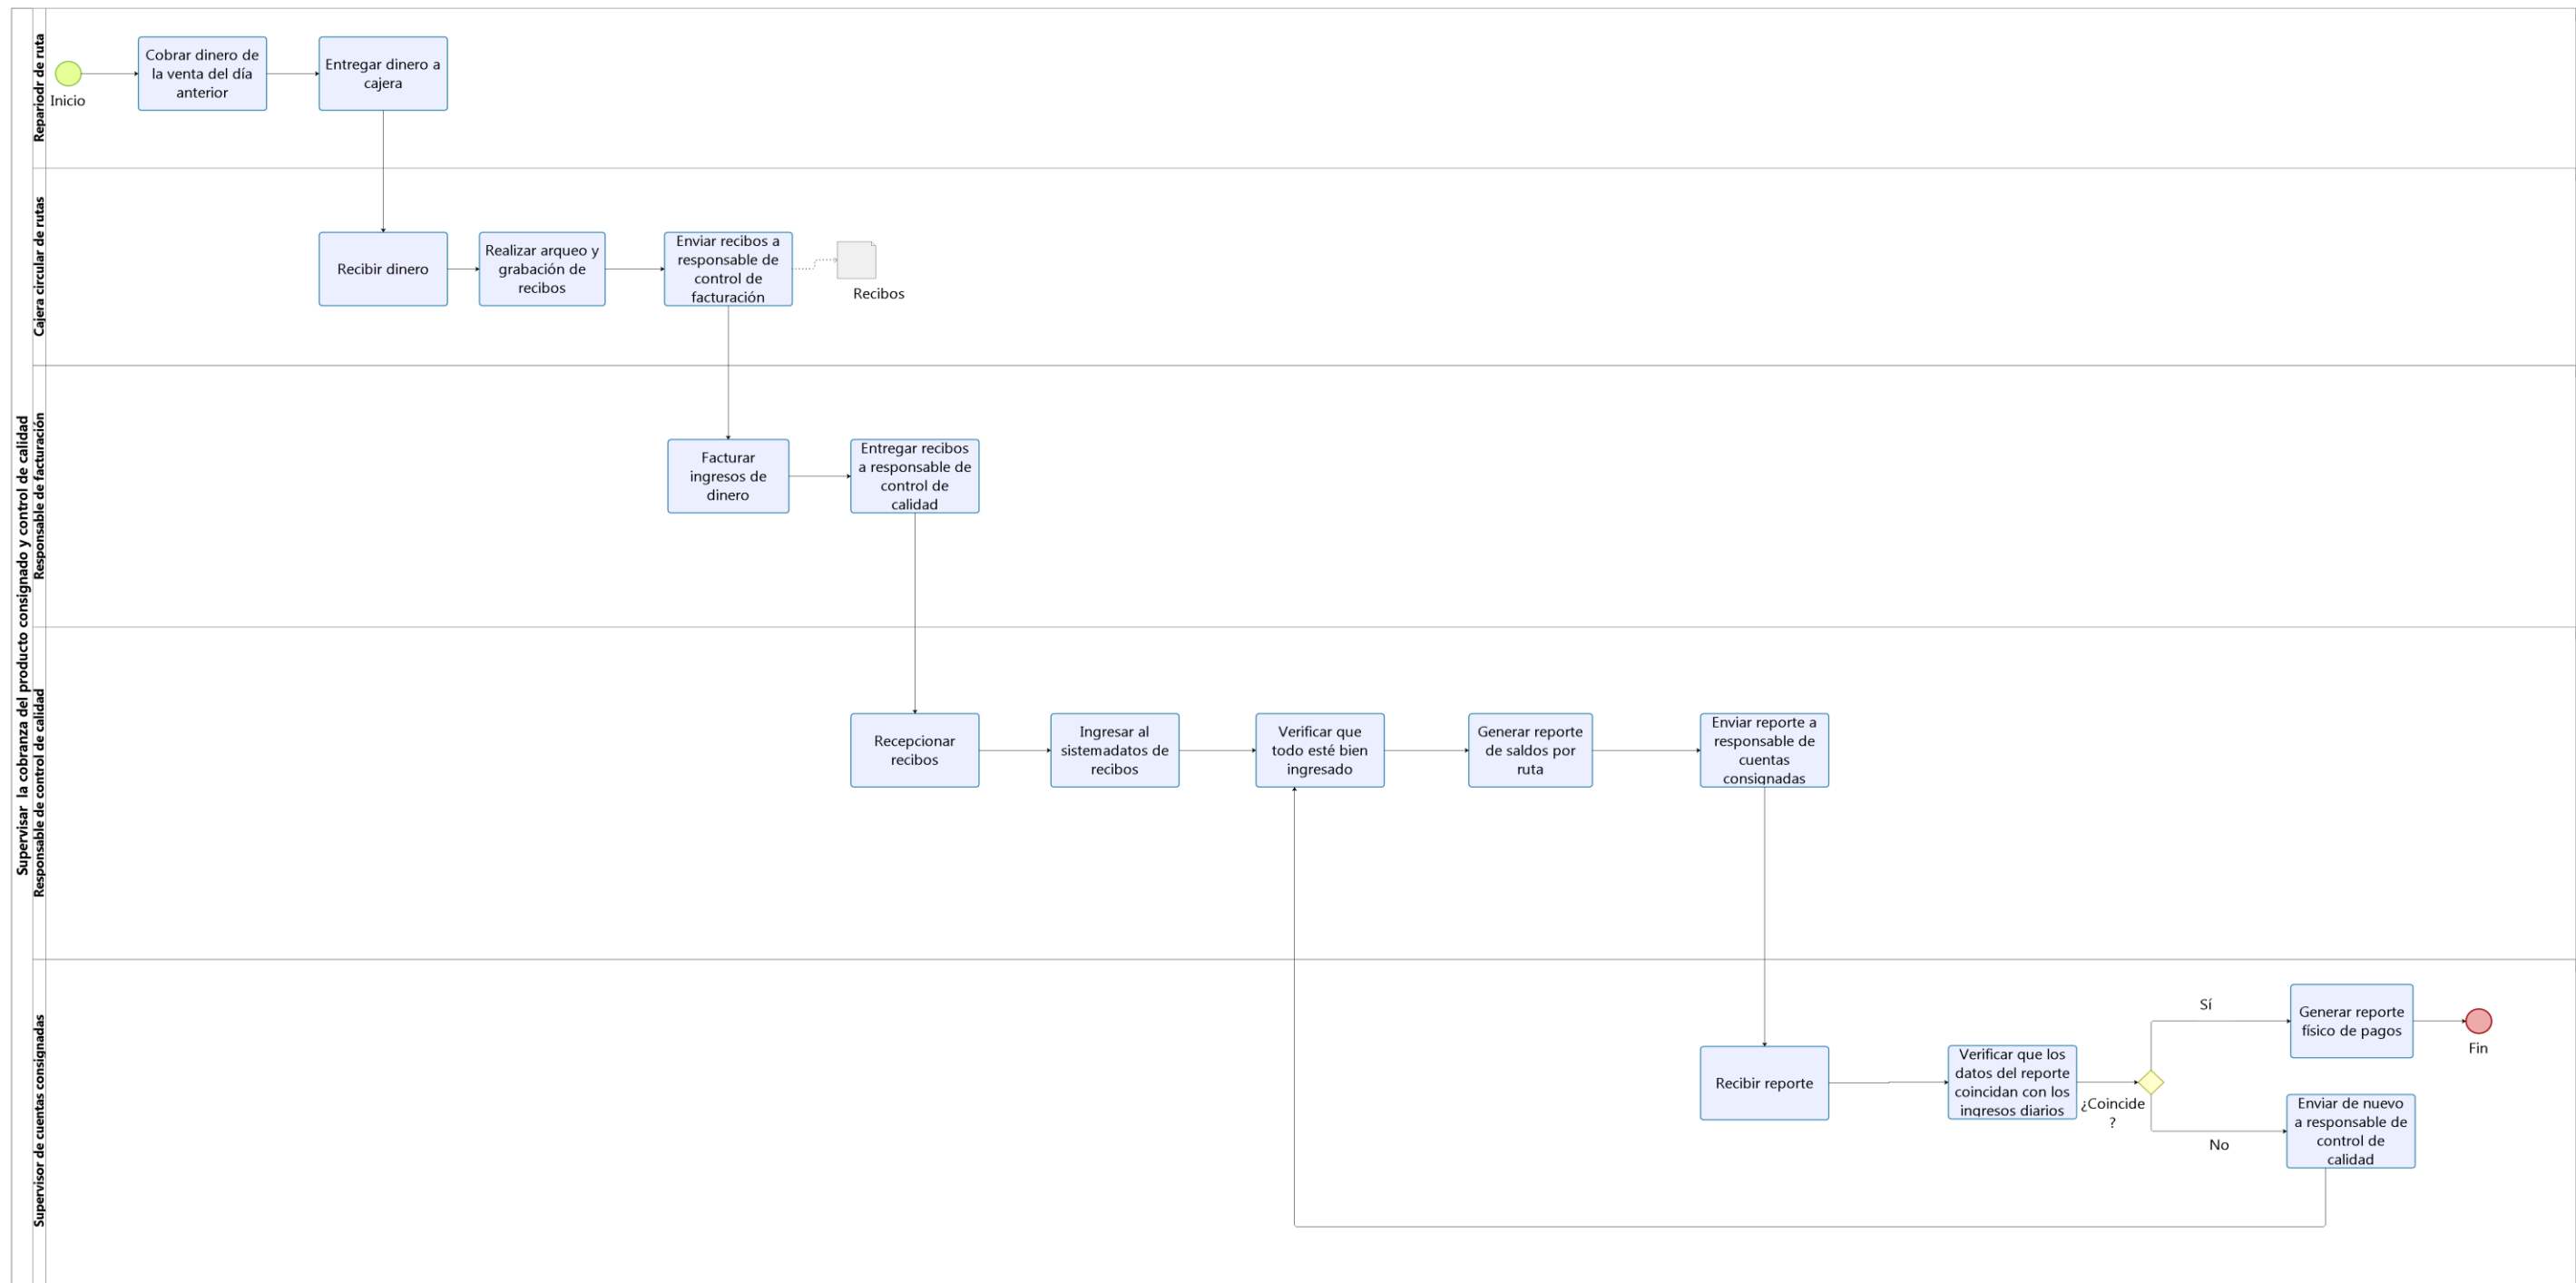 Supervisar la cobranza del producto consignado y control de calidad
Repariodr de ruta
Inicio
Cobrar dinero de
la venta del día
anterior
Entregar dinero a
cajera
Cajera circular de rutas
Recibir dinero
Realizar arqueo y
grabación de
recibos
Enviar recibos a
responsable de
control de
facturación
Recibos
Responsable de facturación
Facturar
ingresos de
dinero
Entregar recibos
a responsable de
control de
calidad
Responsable de control de calidad
Recepcionar
recibos
Ingresar al
sistemadatos de
recibos
Verificar que
todo esté bien
ingresado
Generar reporte
de saldos por
ruta
Enviar reporte a
responsable de
cuentas
consignadas
Supervisor de cuentas consignadas
Recibir reporte
Verificar que los
datos del reporte
coincidan con los
ingresos diarios
¿Coincide
?
Sí
Generar reporte
físico de pagos
Fin
No
Enviar de nuevo
a responsable de
control de
calidad